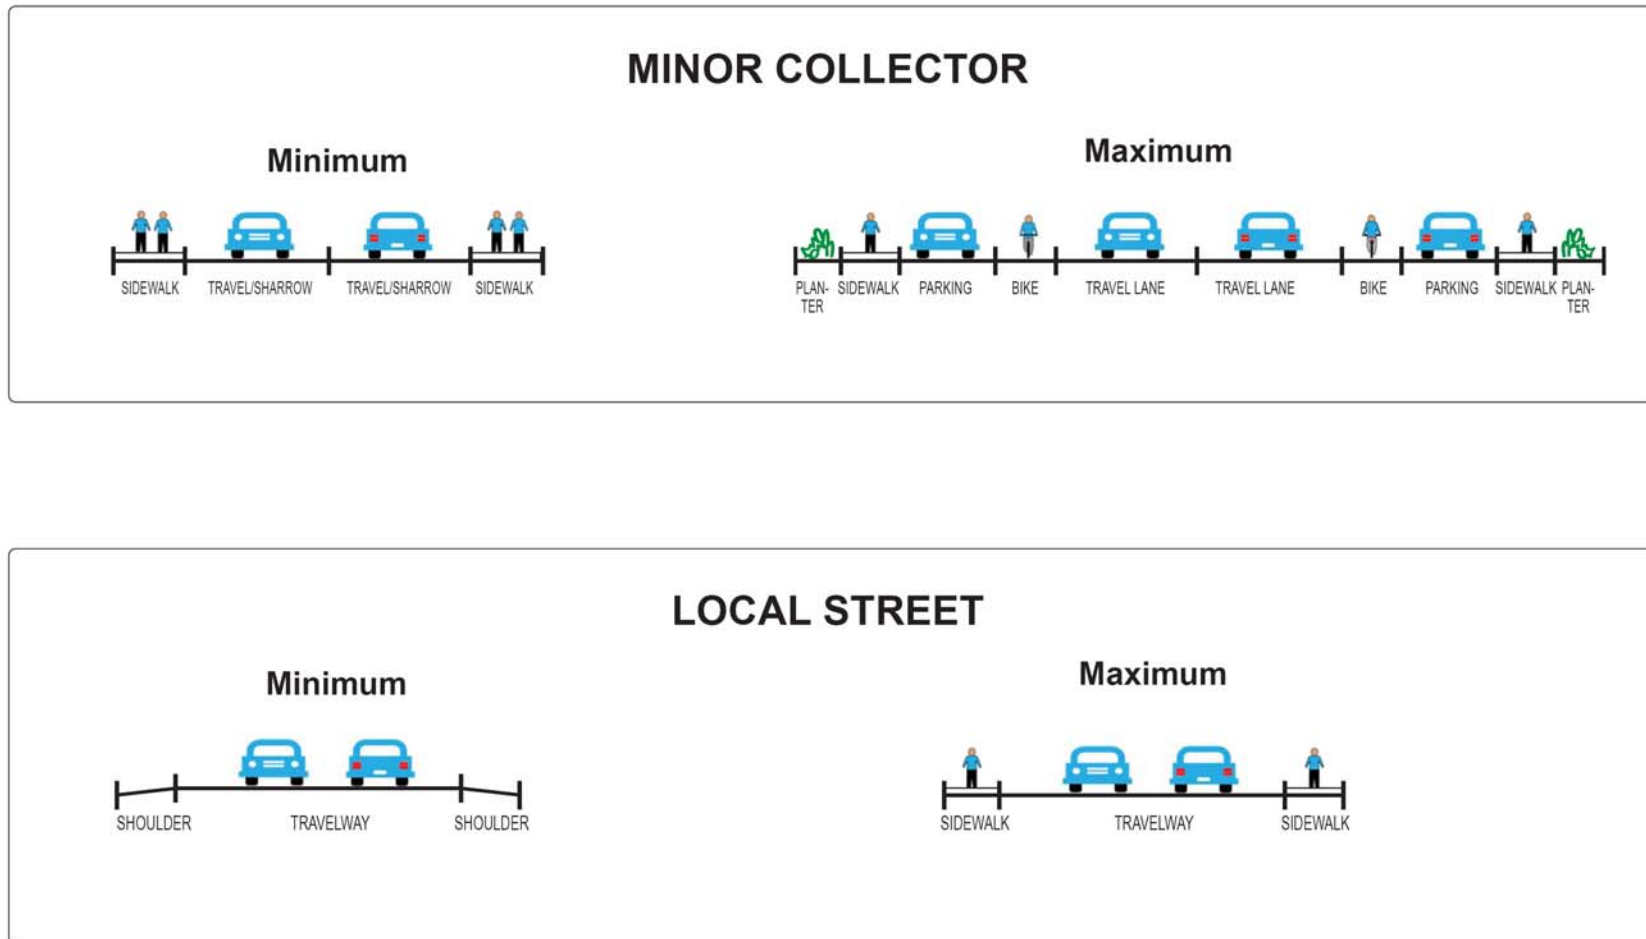 MINOR COLLECTOR
Minimum
SIDEWALK TRAVEL/SHARROW TRAVEL/SHARROW SIDEWALK
Maximum
PLAN- SIDEWALK PARKING BIKE TRAVEL LANE TRAVEL LANE BIKE PARKING SIDEWALK PLAN-
TER TER
LOCAL STREET
Minimum
SHOULDER TRAVELWAY SHOULDER
Maximum
SIDEWALK TRAVELWAY SIDEWALK